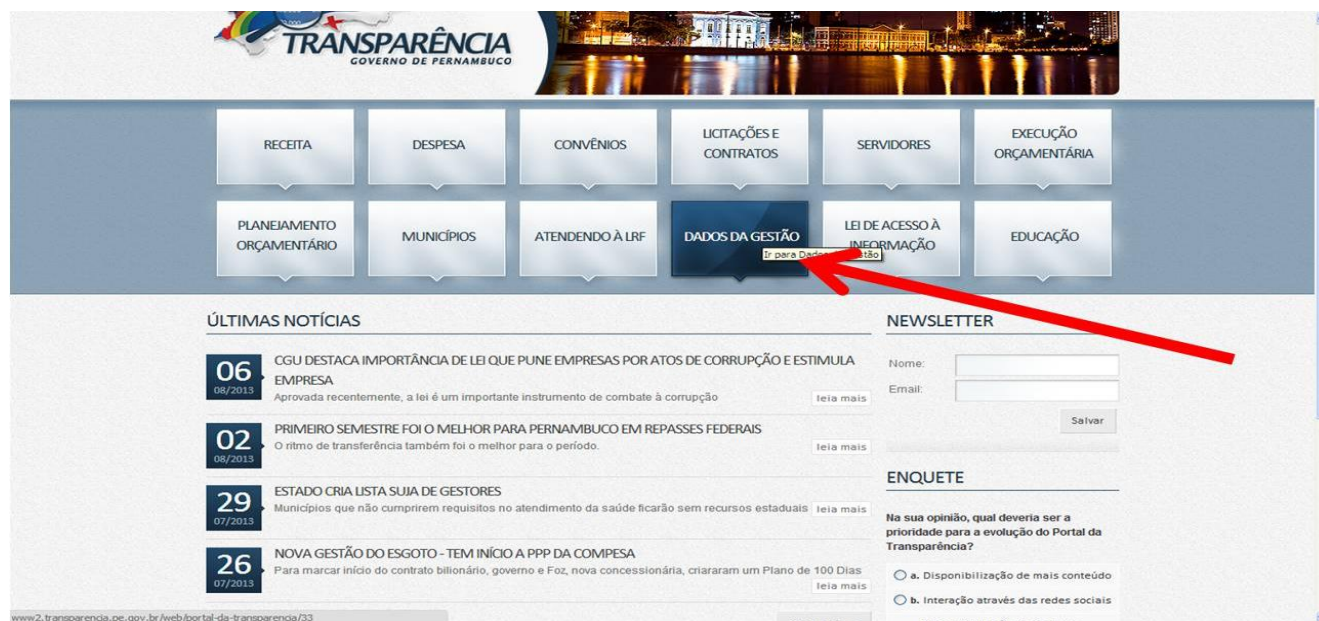 TRANSPARÊNCIA
GOVERNO DE PERNAMBUCO
RECEITA
DESPESA
CONVÊNIOS
LICITAÇÕES E
CONTRATOS
SERVIDORES
EXECUÇÃO
ORÇAMENTÁRIA
PLANEJAMENTO
ORÇAMENTÁRIO
MUNICÍPIOS
ATENDENDO À LRF
DADOS DA GESTÃO
Ir para
LEI DE ACESSO À
INFORMAÇÃO
EDUCAÇÃO
ÚLTIMAS NOTÍCIAS
06
08/2013
CGU DESTACA IMPORTÂNCIA DE LEI QUE PUNE EMPRESAS POR ATOS DE CORRUPÇÃO E ESTIMULA
EMPRESA
Aprovada recentemente, a lei é um importante instrumento de combate à corrupção
leia mais
02
08/2013
PRIMEIRO SEMESTRE FOI O MELHOR PARA PERNAMBUCO EM REPASSES FEDERAIS
O ritmo de transferência também foi o melhor para o período.
leia mais
29
07/2013
ESTADO CRIA LISTA SUJA DE GESTORES
Municípios que não cumprirem requisitos no atendimento da saúde ficarão sem recursos estaduais
leia mais
26
07/2013
NOVA GESTÃO DO ESGOTO - TEM INÍCIO A PPP DA COMPESA
Para marcar início do contrato bilionário, governo e Foz, nova concessionária, criararam um Plano de 100 Dias
leia mais
NEWSLETTER
Nome:
Email:
Salvar
ENQUETE
Na sua opinião, qual deveria ser a
prioridade para a evolução do Portal da
Transparência?
a. Disponibilização de mais conteúdo
b. Interação através das redes sociais
www2.transparencia.pe.gov.br/web/portal-da-transparencia/33